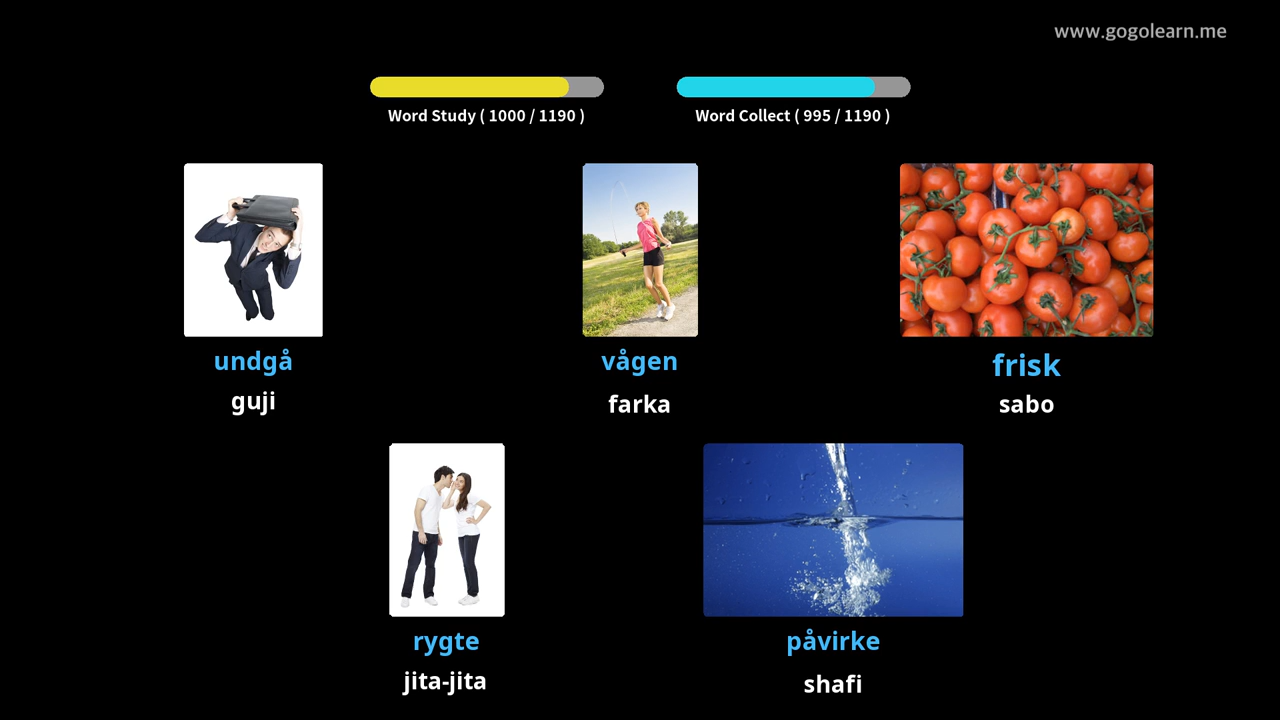 www.gogolearn.me
Word Study ( 1000 / 1190 )
Word Collect ( 995 / 1190 )
undgå
guji
vågen
farka
frisk
sabo
rygte
jita-jita
påvirke
shafi